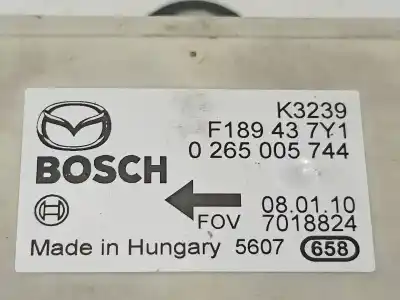 K3239
F189 43 7Y1
BOSCH 0 265 005 744
08.01.10
FOV 7018824
Made in Hungary 5607 658